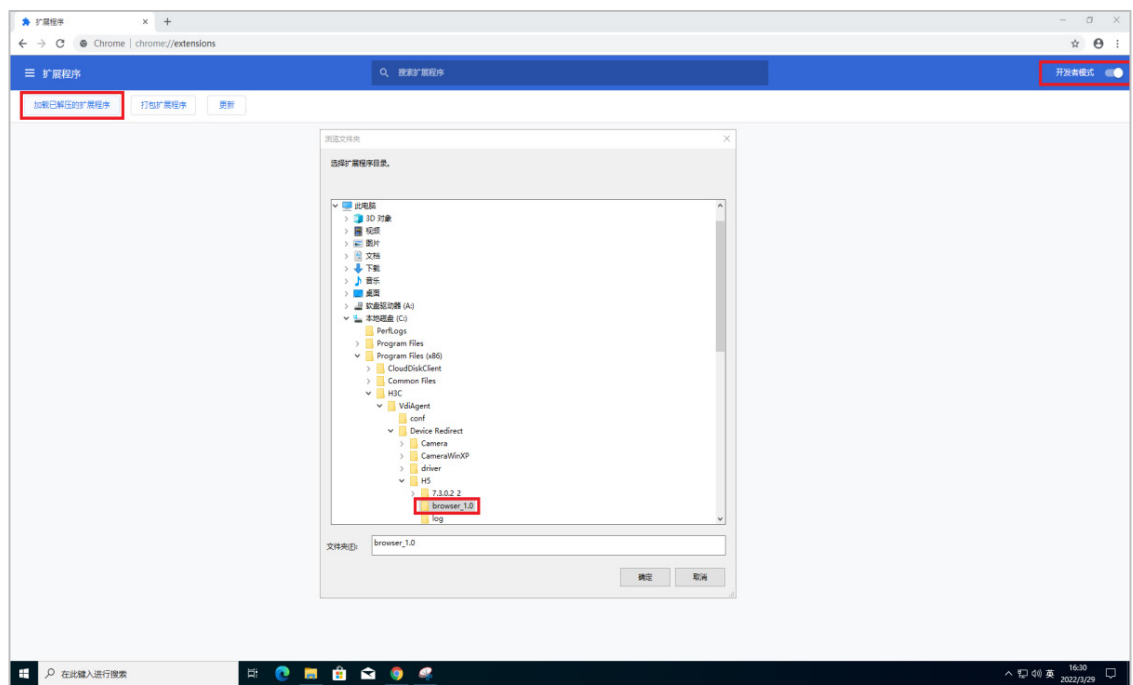 扩展程序
Chrome | chrome://extensions
扩展程序
搜索扩展程序
开发者模式
加载已解压的扩展程序 打包扩展程序 更新
浏览文件夹
选择扩展程序目录。
此电脑
3D 对象
视频
图片
文档
下载
音乐
桌面
软盘驱动器 (A:)
本地磁盘 (C:)
PerfLogs
Program Files
Program Files (x86)
CloudDiskClient
Common Files
H3C
VdiAgent
conf
Device Redirect
Camera
CameraWinXP
driver
H5
7.3.0.2 2
browser_1.0
log
文件夹(F): browser_1.0
确定 取消
在此键入进行搜索
英
16:30
2022/3/29